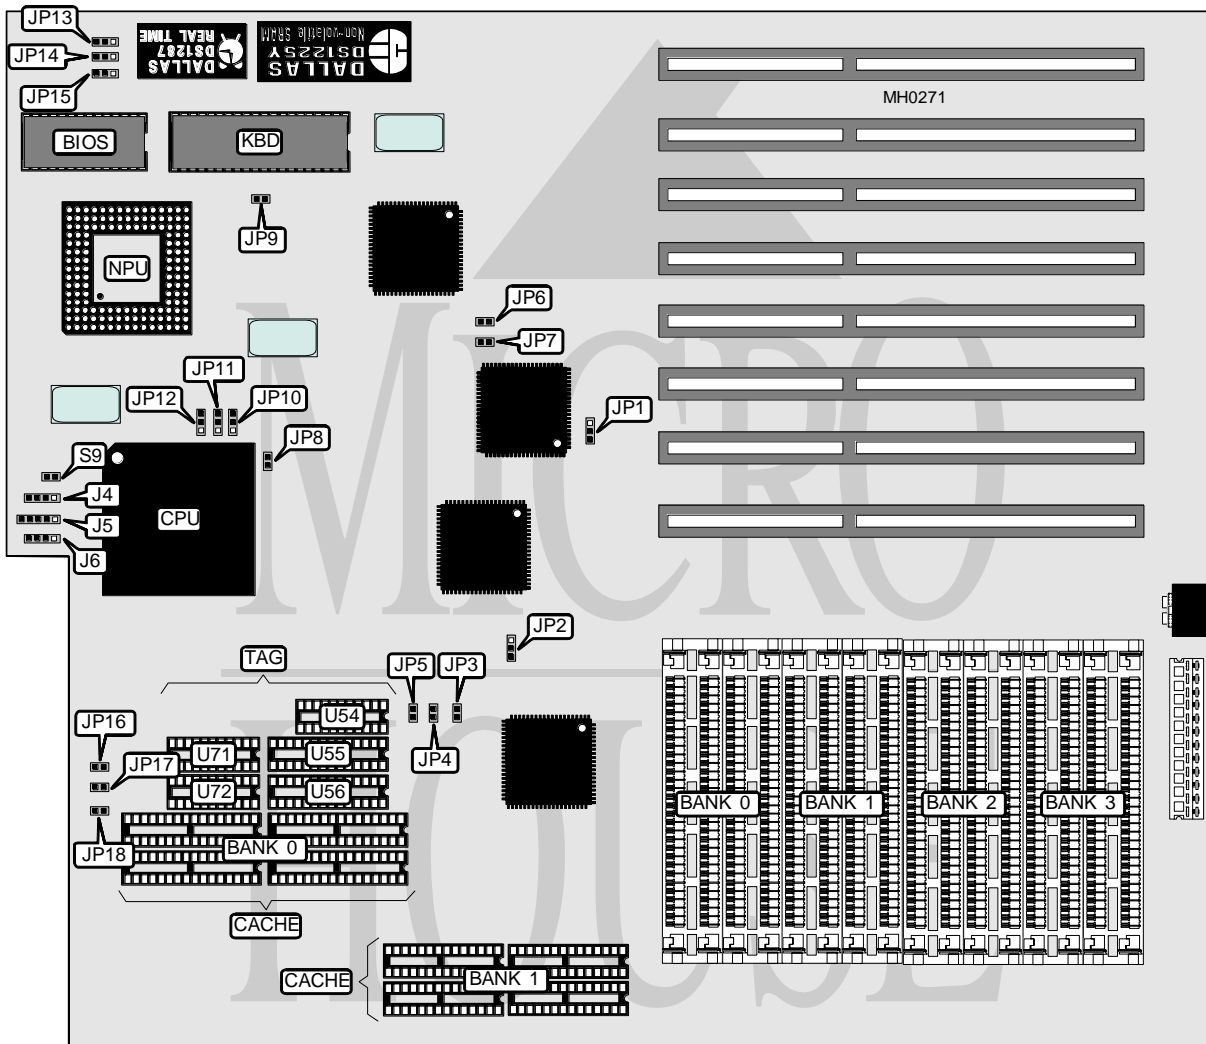 JP13
JP14
JP15
DALLAS
DS1287
REAL TIME
DALLAS
DS1225Y
Non-volatile SRAM
MH0271
BIOS
KBD
JP9
NPU
JP6
JP7
JP11
JP12
JP10
JP1
JP8
S9
J4
J5
J6
CPU
MICRO
HOUSE
JP2
TAG
JP5
JP3
JP4
U54
JP16
U71
U55
JP17
U72
U56
JP18
BANK 0
CACHE
CACHE
BANK 1
BANK 0
BANK 1
BANK 2
BANK 3